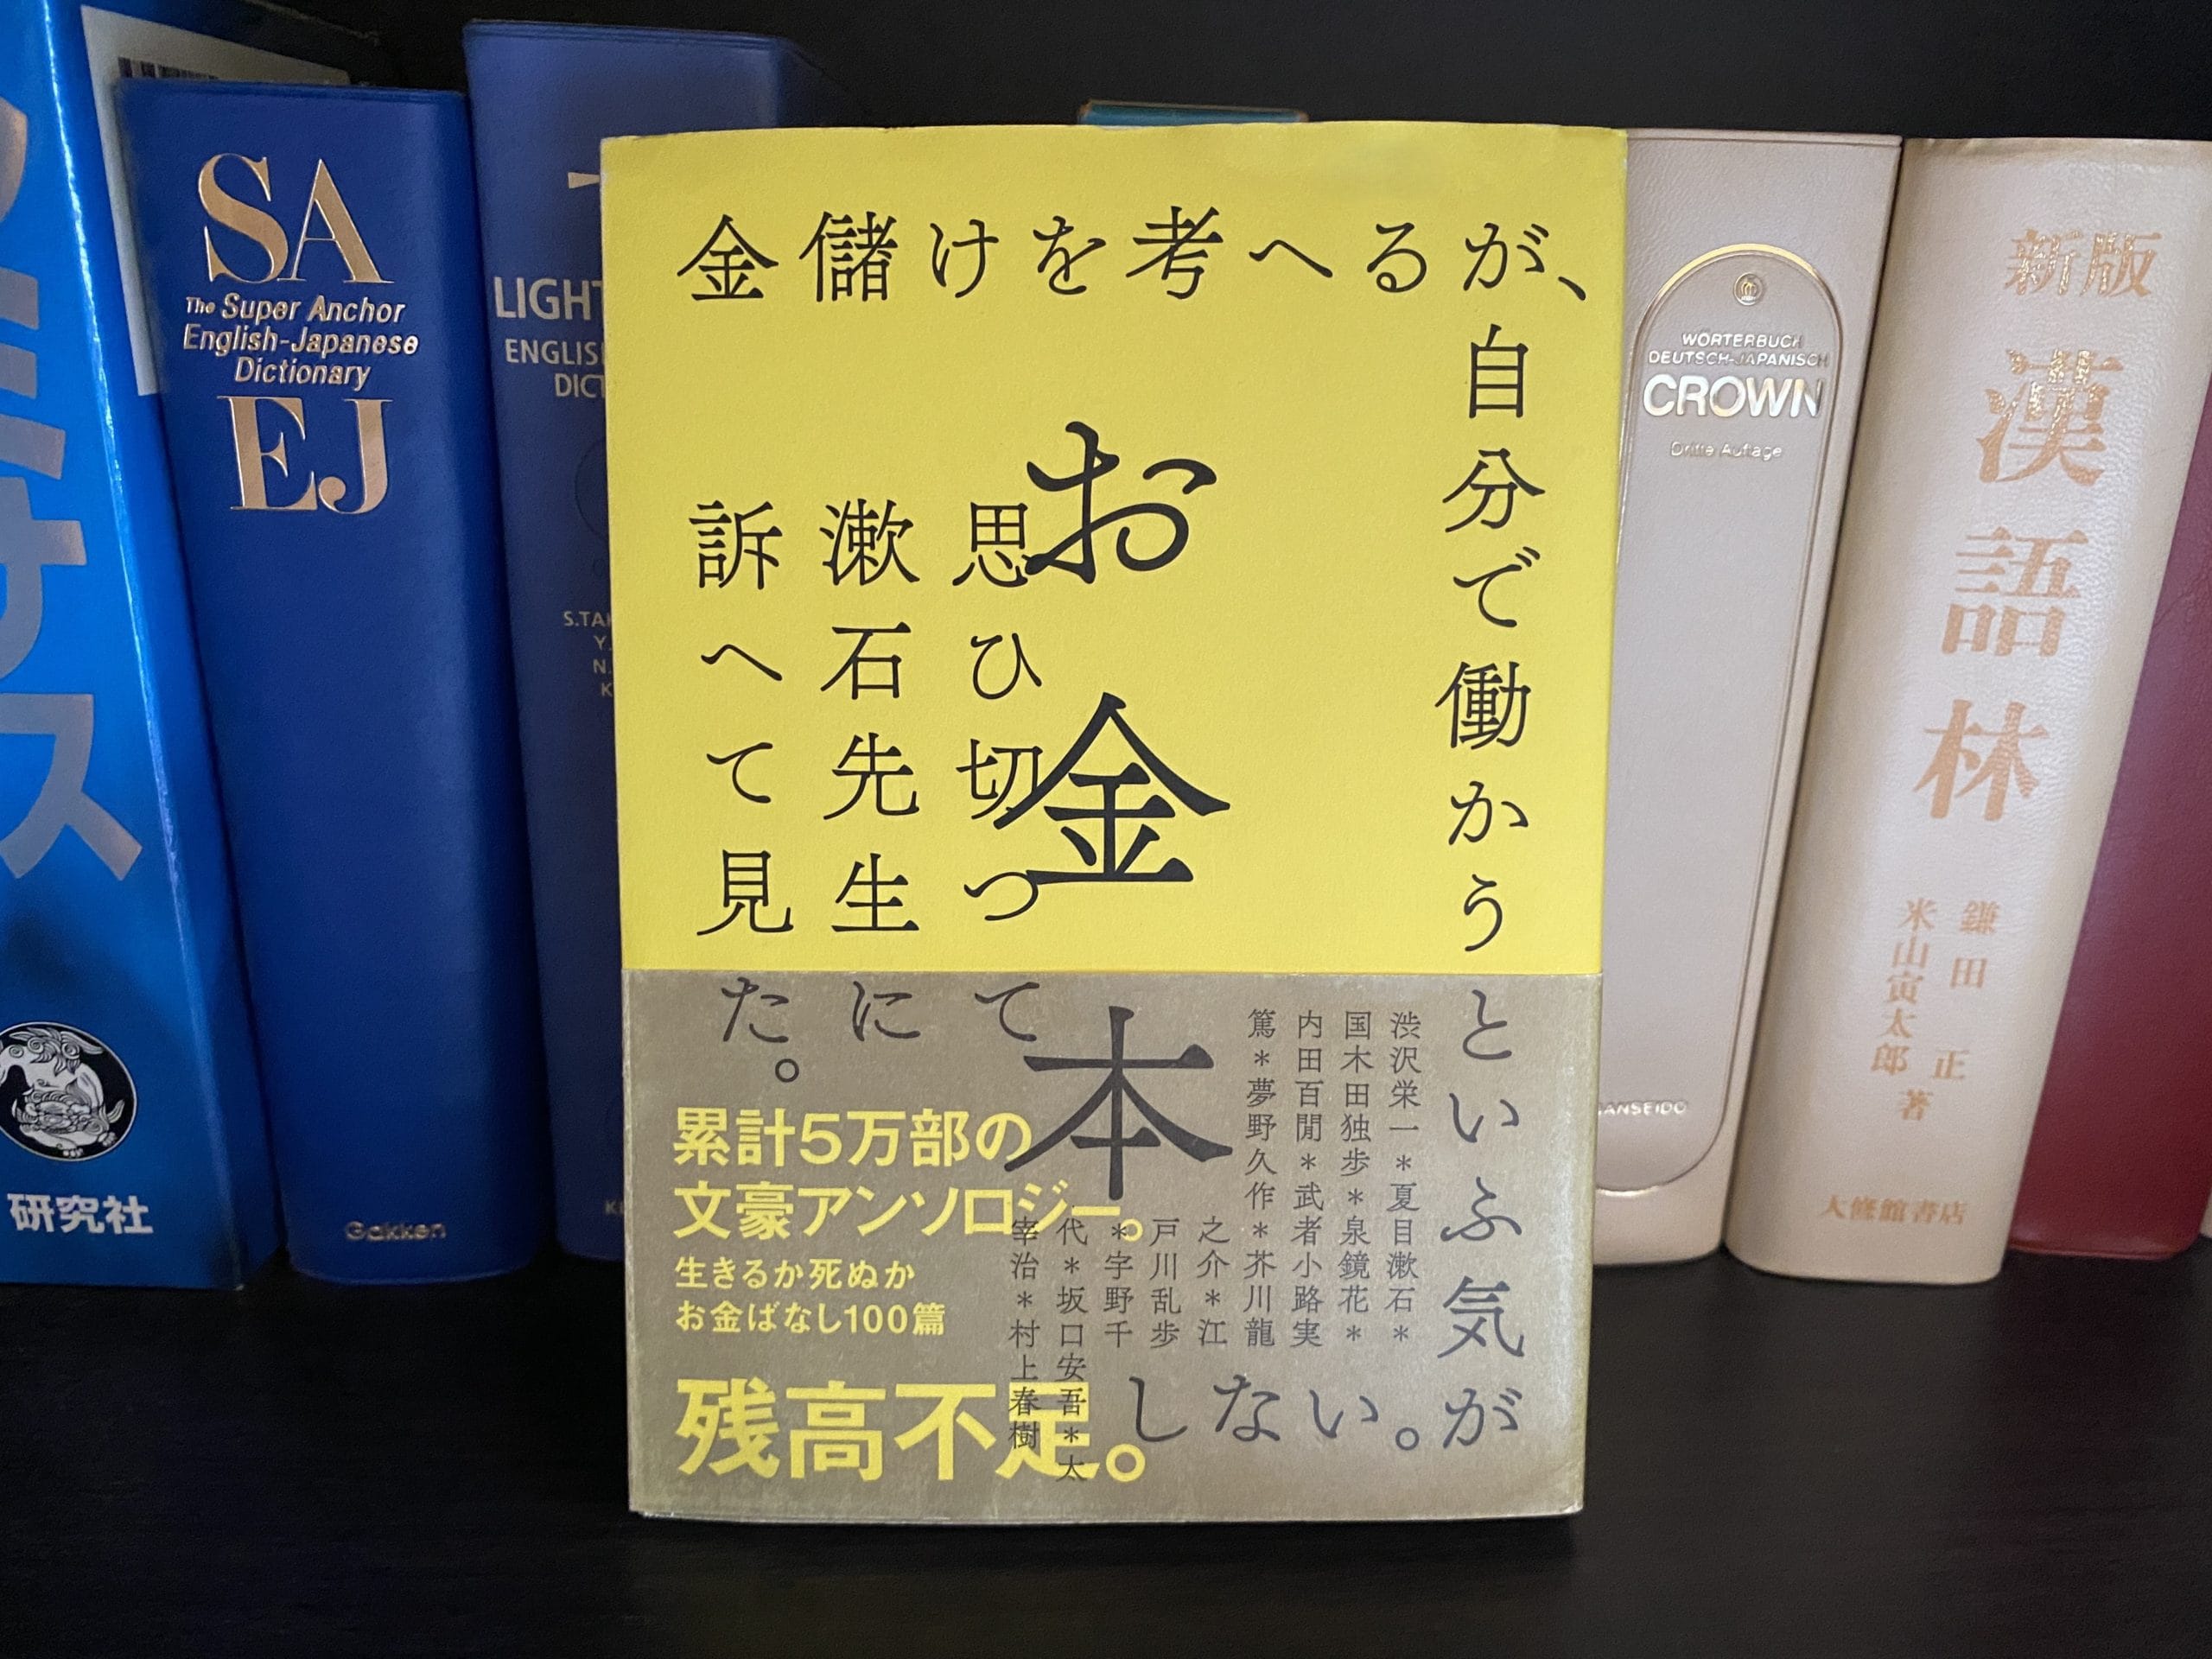 SA
The Super Anchor
English-Japanese
Dictionary
EJ
Gakken
研究社
LIGHT
ENGLIS
金儲けを考へるが、
自分で働かうといふ気が
しない。
お金本
思ひ切つて
漱石先生に
訴へて見た。
渋沢栄一*夏目漱石*
国木田独歩*泉鏡花*
内田百閒*武者小路実
篤*夢野久作*芥川龍
之介*江
戸川乱歩
*宇野千
代*坂口安吾*太
宰治*村上春樹
累計5万部の
文豪アンソロジー。
生きるか死ぬか
お金ばなし100篇
残高不足。
WÖRTERBUCH
DEUTSCH-JAPANISCH
CROWN
Dritte Auflage
ANSEIDO
新版
漢語林
鎌田 正
米山寅太郎
著
大修館書店